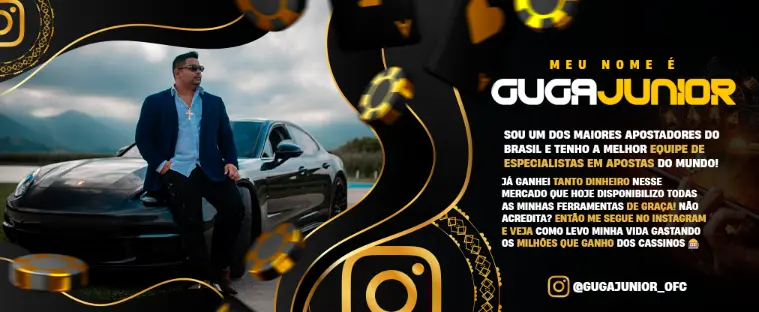 MEU NOME É
GUGAJUNIOR
SOU UM DOS MAIORES APOSTADORES DO
BRASIL E TENHO A MELHOR EQUIPE DE
ESPECIALISTAS EM APOSTAS DO MUNDO!
JÁ GANHEI TANTO DINHEIRO NESSE
MERCADO QUE HOJE DISPONIBILIZO TODAS
AS MINHAS FERRAMENTAS DE GRAÇA! NÃO
ACREDITA? ENTÃO ME SEGUE NO INSTAGRAM
E VEJA COMO LEVO MINHA VIDA GASTANDO
OS MILHÕES QUE GANHO DOS CASSINOS 🎰
@GUGAJUNIOR_OFC